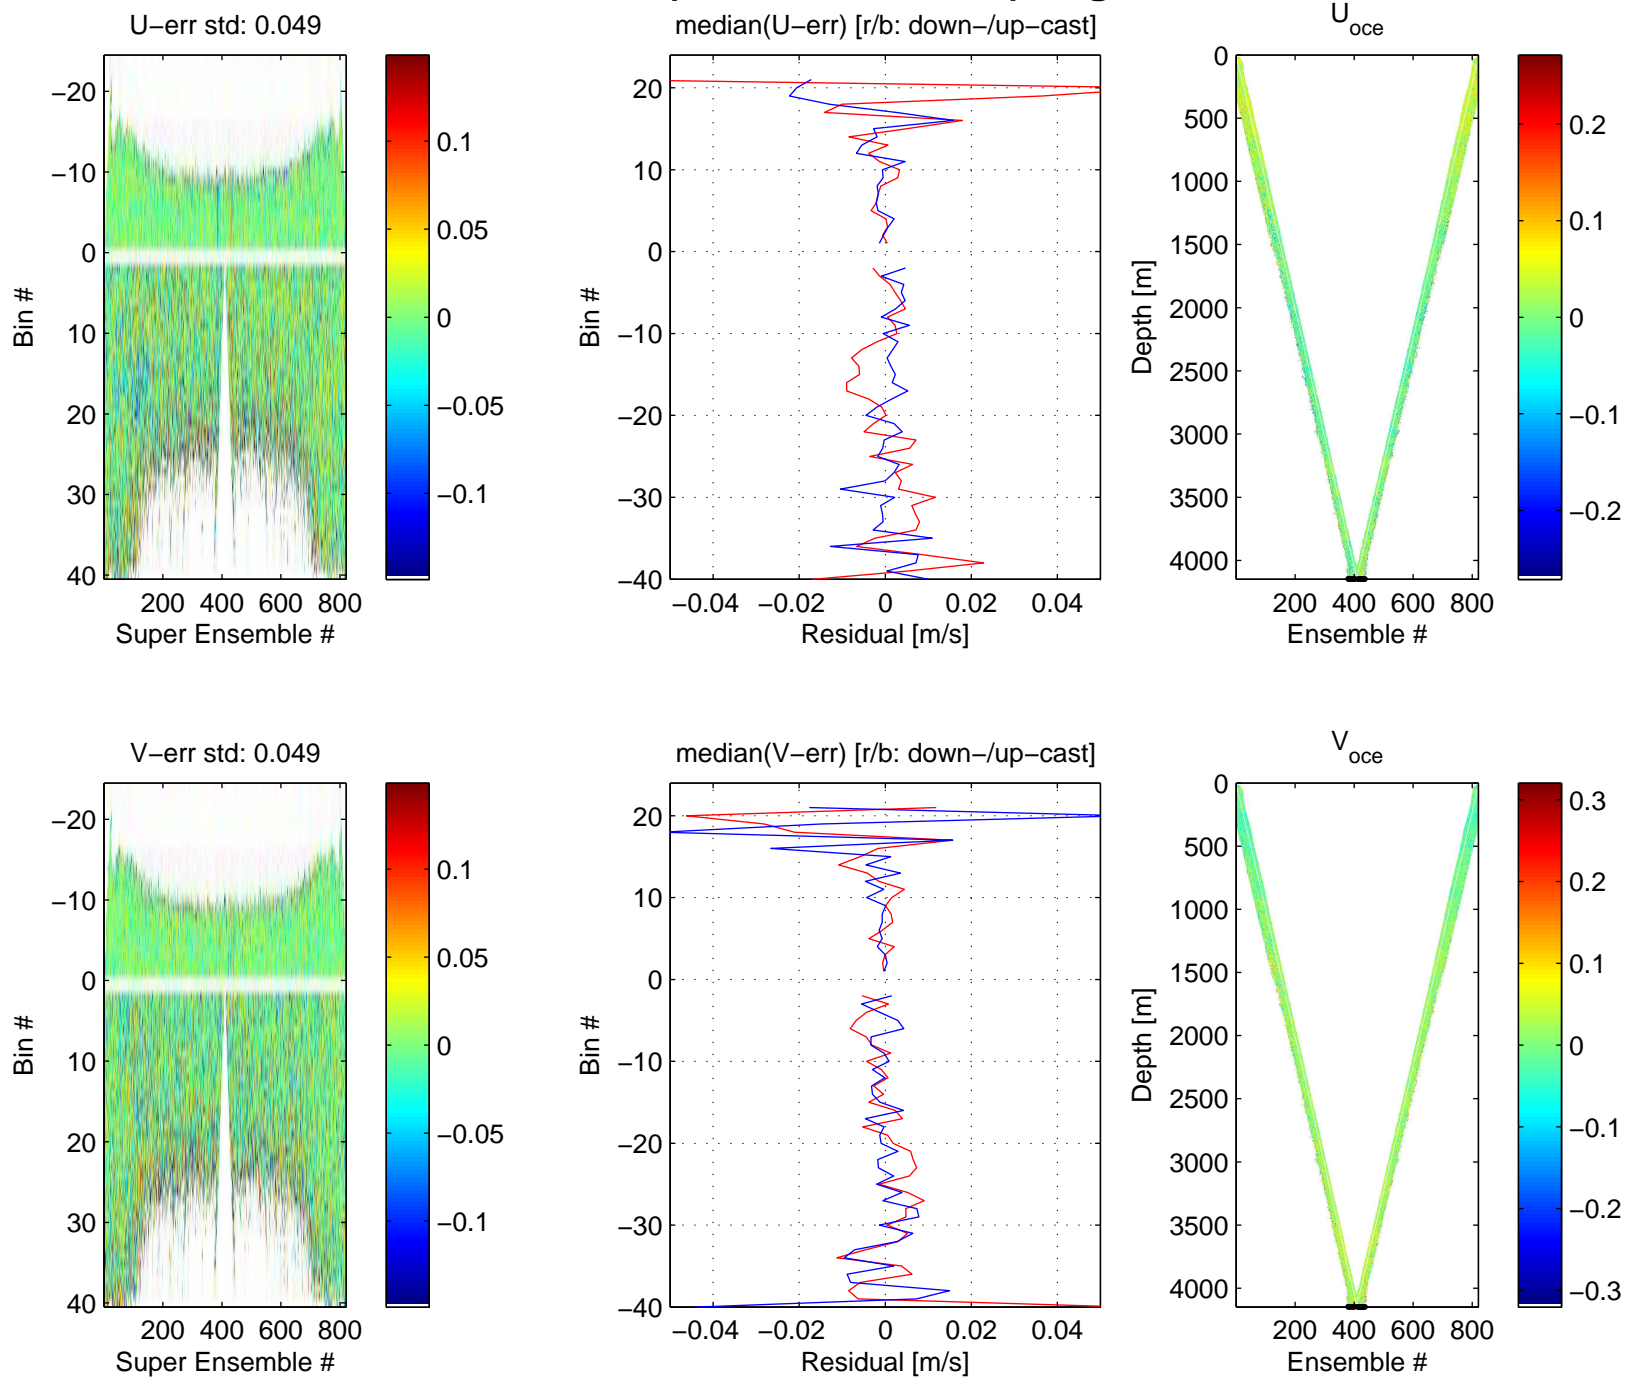 U−err std: 0.049
−20
−10
0
10
20
30
40
Bin #
200 400 600 800
Super Ensemble #
0.1
0.05
0
−0.05
−0.1
median(U−err) [r/b: down−/up−cast]
20
10
0
−10
−20
−30
−40
Bin #
−0.04 −0.02 0 0.02 0.04
Residual [m/s]
U oce
0
500
1000
1500
2000
2500
3000
3500
4000
Depth [m]
200 400 600 800
Ensemble #
0.2
0.1
0
−0.1
−0.2
V−err std: 0.049
−20
−10
0
10
20
30
40
Bin #
200 400 600 800
Super Ensemble #
0.1
0.05
0
−0.05
−0.1
median(V−err) [r/b: down−/up−cast]
20
10
0
−10
−20
−30
−40
Bin #
−0.04 −0.02 0 0.02 0.04
Residual [m/s]
V oce
0
500
1000
1500
2000
2500
3000
3500
4000
Depth [m]
200 400 600 800
Ensemble #
0.3
0.2
0.1
0
−0.1
−0.2
−0.3